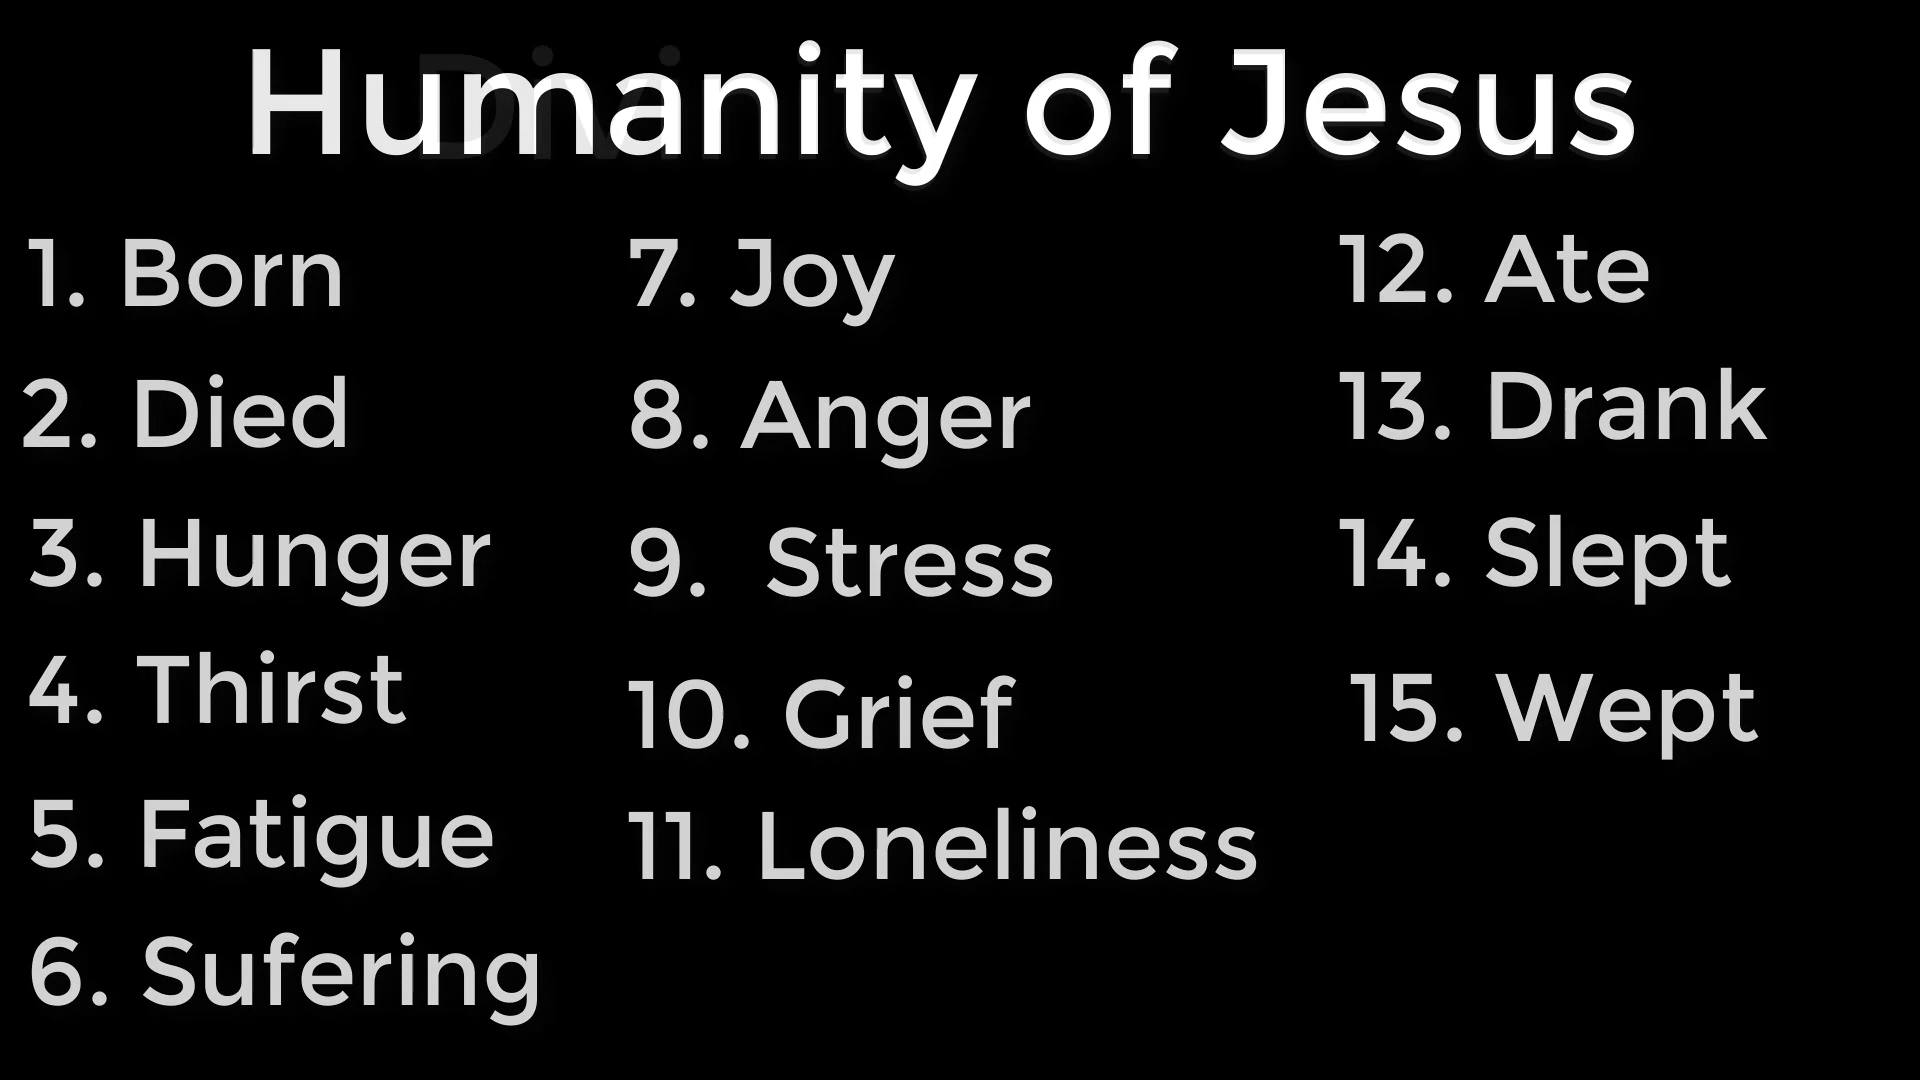 Humanity of Jesus
Divi
1. Born
2. Died
3. Hunger
4. Thirst
5. Fatigue
6. Sufering
7. Joy
8. Anger
9. Stress
10. Grief
11. Loneliness
12. Ate
13. Drank
14. Slept
15. Wept